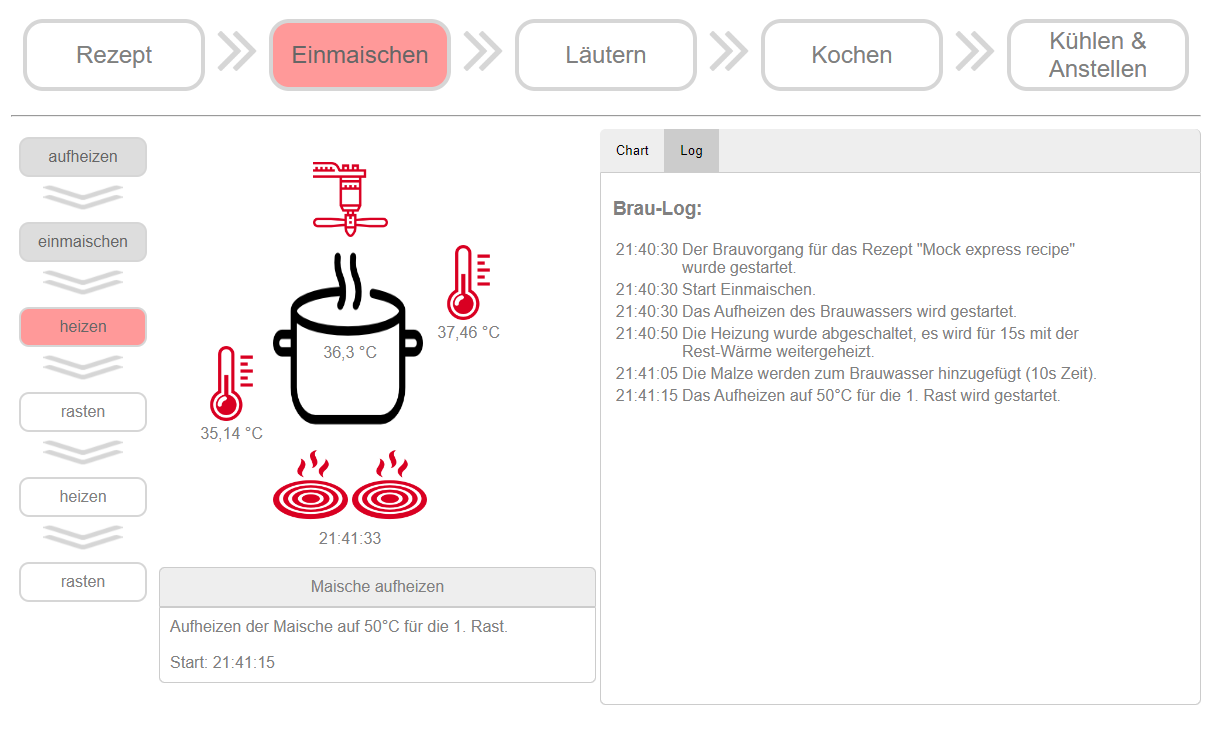 Rezept
Einmaischen
Läutern
Kochen
Kühlen &
Anstellen
aufheizen
einmaischen
heizen
rasten
heizen
rasten
37,46 °C
36,3 °C
35,14 °C
21:41:33
Maische aufheizen
Aufheizen der Maische auf 50°C für die 1. Rast.
Start: 21:41:15
Chart
Log
Brau-Log:
21:40:30 Der Brauvorgang für das Rezept "Mock express recipe"
wurde gestartet.
21:40:30 Start Einmaischen.
21:40:30 Das Aufheizen des Brauwassers wird gestartet.
21:40:50 Die Heizung wurde abgeschaltet, es wird für 15s mit der
Rest-Wärme weitergeheizt.
21:41:05 Die Malze werden zum Brauwasser hinzugefügt (10s Zeit).
21:41:15 Das Aufheizen auf 50°C für die 1. Rast wird gestartet.